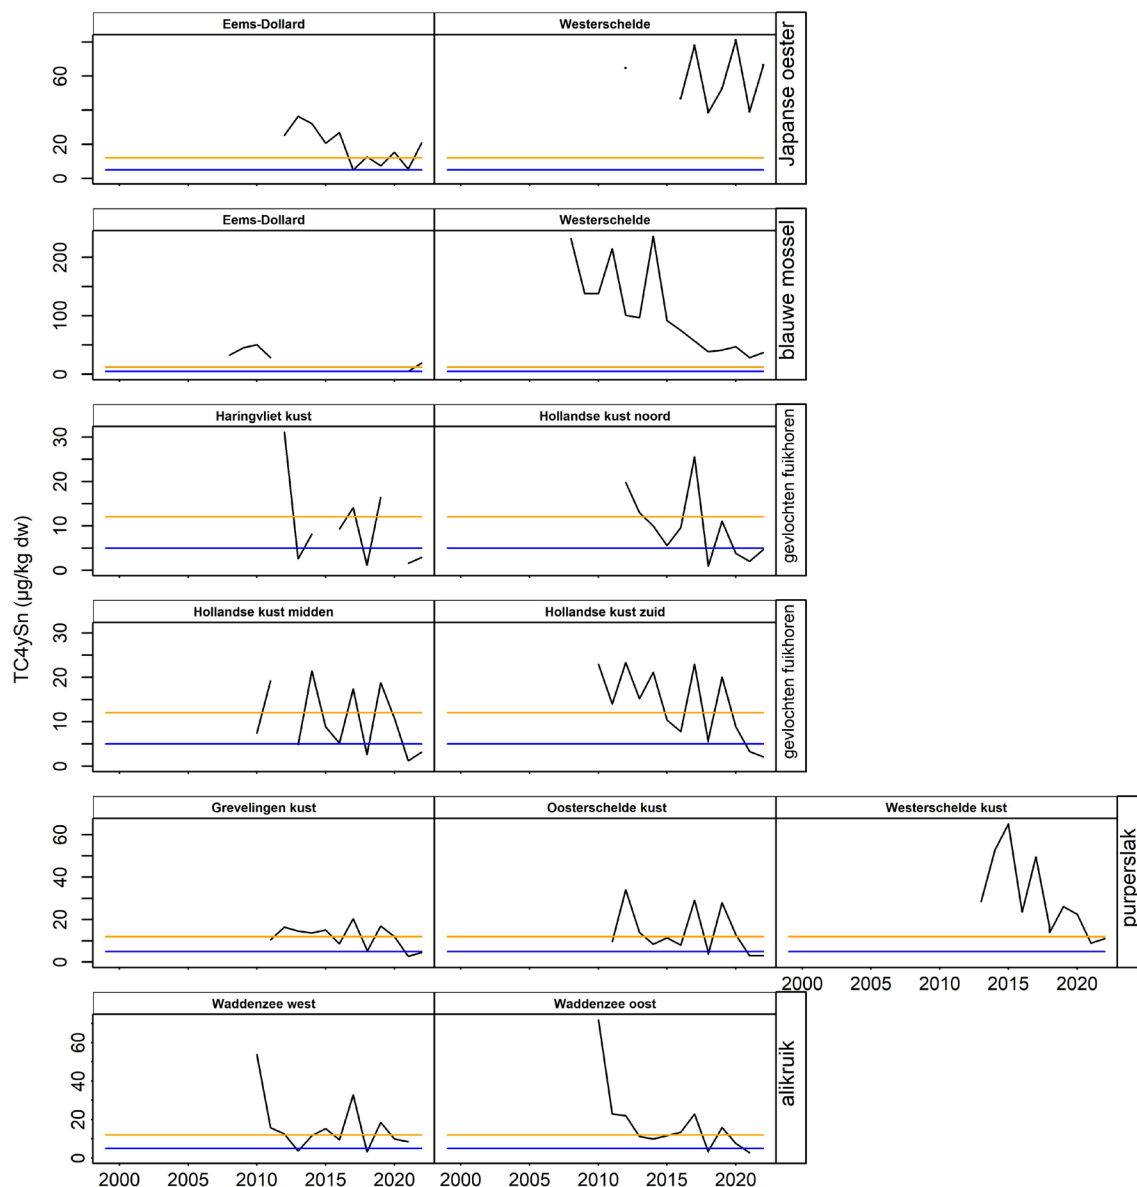 Eems-Dollard Westerschelde
60
20
0
Japanse oester
Eems-Dollard Westerschelde
200
100
0
blauwe mossel
Haringvliet kust Hollandse kust noord
30
20
10
0
gevlochten fuikhoren
TC4ySn (µg/kg dw)
Hollandse kust midden Hollandse kust zuid
30
20
10
0
gevlochten fuikhoren
Grevelingen kust Oosterschelde kust Westerschelde kust
60
40
20
0
purperslak
2000 2005 2010 2015 2020
Waddenzee west Waddenzee oost
60
40
20
0
alikruik
2000 2005 2010 2015 2020 2000 2005 2010 2015 2020